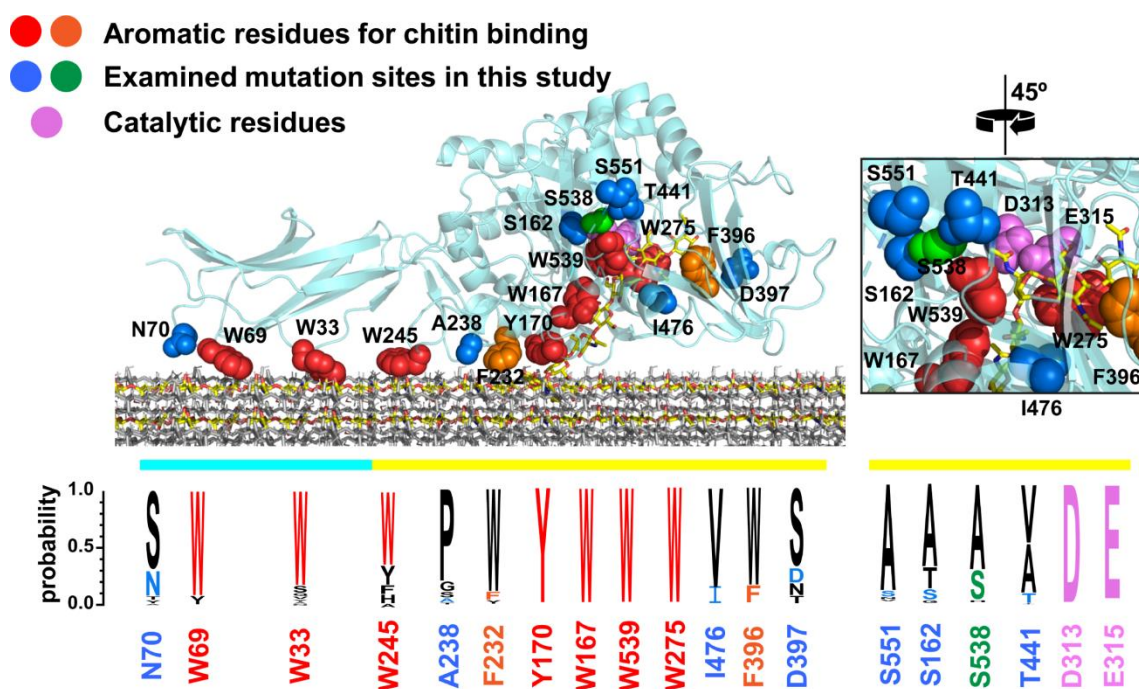 Aromatic residues for chitin binding
Examined mutation sites in this study
Catalytic residues
45º
S551
T441
S538
S162
W275
F396
W539
D397
W167
I476
N70
W69
W33
W245
A238
Y170
F232
S551
T441
D313
E315
S538
S162
W539
W275
W167
F396
I476
probability
1.0
0.5
0.0
S W W W P W Y W W W V W S A A A V D E
N Y S Y G F I F D S T S A
F S N S T
H A T
N70 W69 W33 W245 A238 F232 Y170 W167 W539 W275 I476 F396 D397 S551 S162 S538 T441 D313 E315